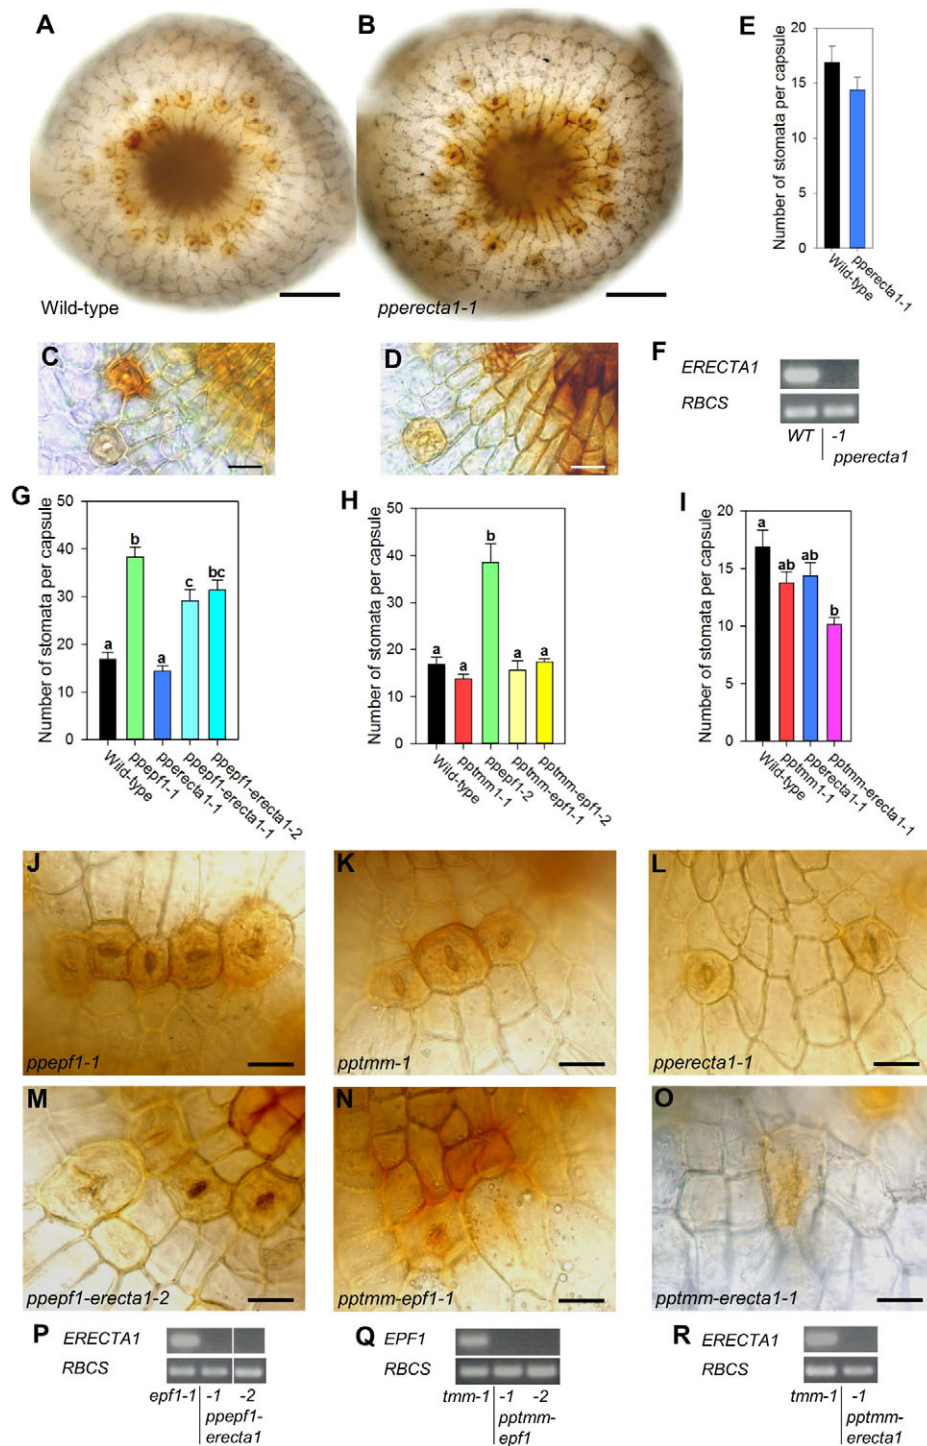 A
B
E
Wild-type
pperecta1-1
Number of stomata per capsule
20
15
10
5
0
Wild-type
pperecta1-1
C
D
F
ERECTA1
RBCS
WT
-1
pperecta1
G
Number of stomata per capsule
50
40
30
20
10
0
a
b
a
c
bc
Wild-type
ppepf1-1
pperecta1-1
ppepf1-erecta1-1
ppepf1-erecta1-2
H
Number of stomata per capsule
50
40
30
20
10
0
a
a
b
a
a
Wild-type
pptmm1-1
ppepf1-2
pptmm-epf1-1
pptmm-epf1-2
I
Number of stomata per capsule
20
15
10
5
0
a
ab
ab
b
Wild-type
pptmm1-1
pperecta1-1
pptmm-erecta1-1
J
ppepf1-1
K
pptmm-1
L
pperecta1-1
M
ppepf1-erecta1-2
N
pptmm-epf1-1
O
pptmm-erecta1-1
P
ERECTA1
RBCS
epf1-1
-1
-2
ppepf1-
erecta1
Q
EPF1
RBCS
tmm-1
-1
-2
pptmm-
epf1
R
ERECTA1
RBCS
tmm-1
-1
pptmm-
erecta1